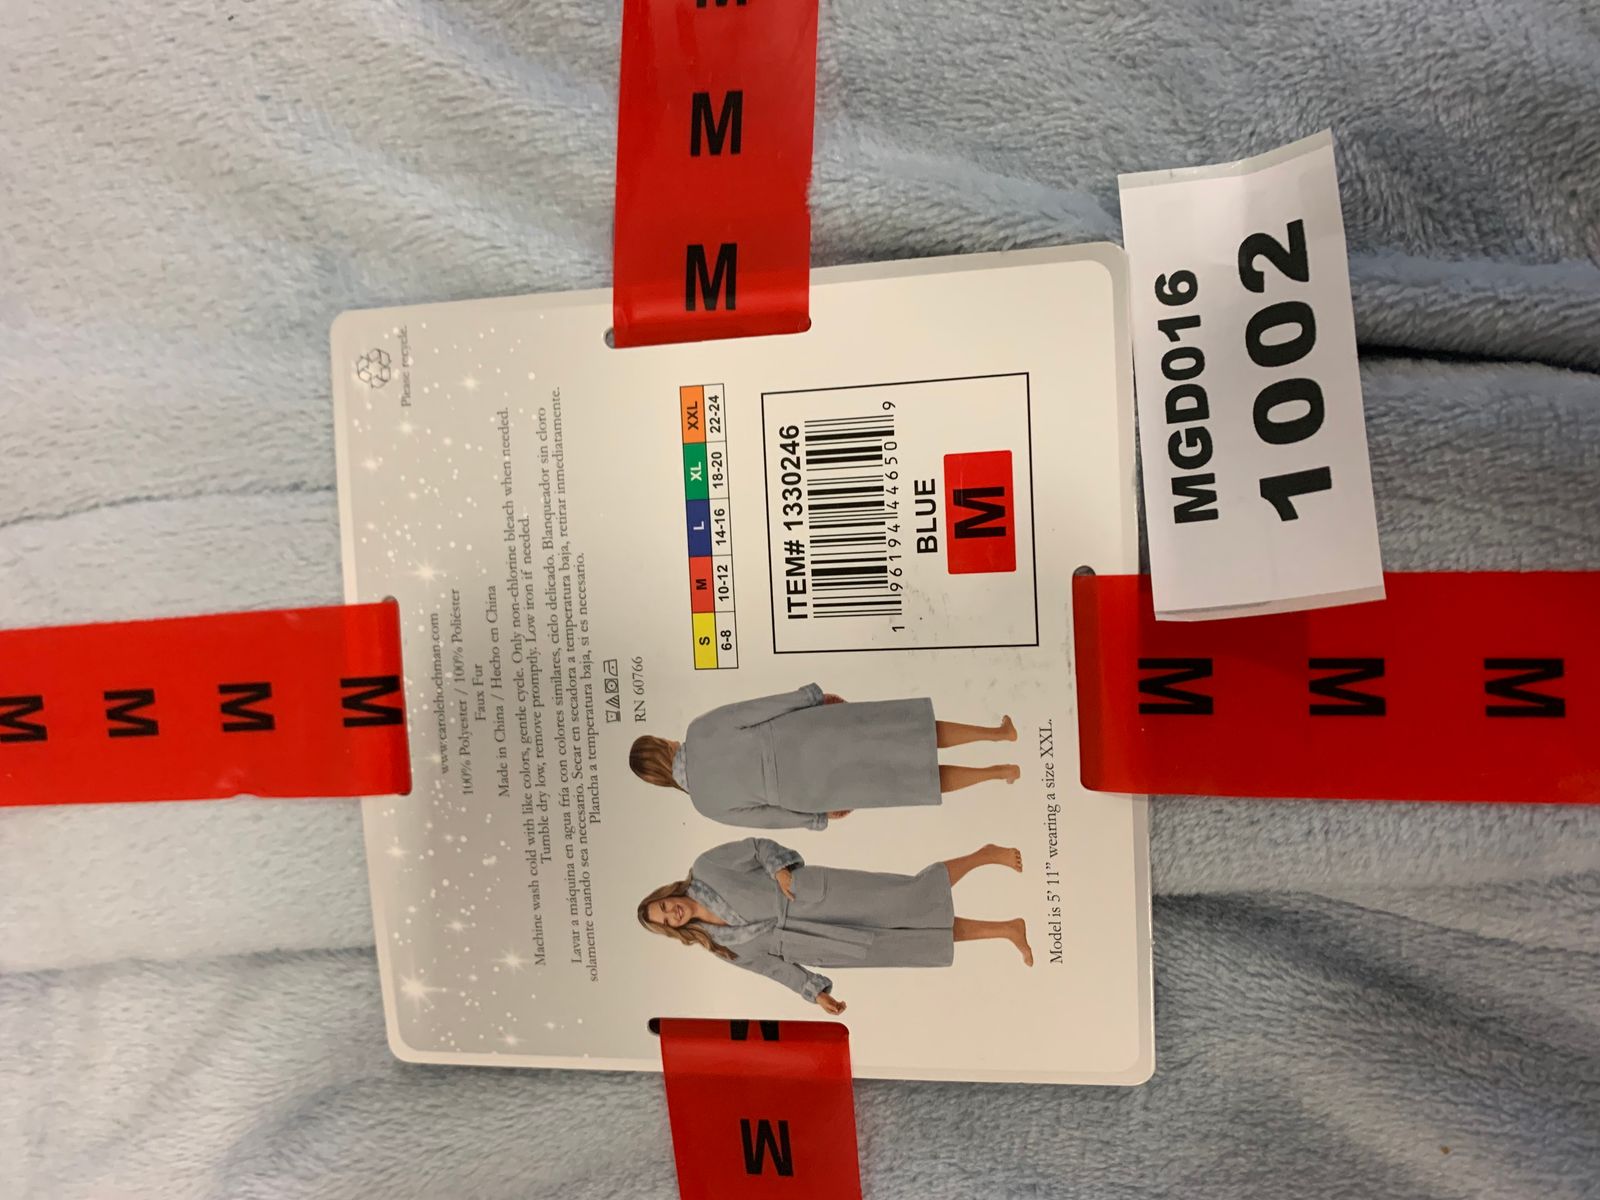 Please recycle.
www.carolehochman.com
100% Polyester / 100% Poliéster
Faux Fur
Made in China / Hecho en China
Machine wash cold with like colors, gentle cycle. Only non-chlorine bleach when needed.
Tumble dry low, remove promptly. Low iron if needed.
Lavar a máquina en agua fría con colores similares, ciclo delicado. Blanqueador sin cloro
solamente cuando sea necesario. Secar en secadora a temperatura baja, retirar inmediatamente.
Plancha a temperatura baja, si es necesario.
RN 60766
S M L XL XXL
6-8 10-12 14-16 18-20 22-24
ITEM# 1330246
1 96194 44650 9
BLUE
M
Model is 5' 11" wearing a size XXL.
MGD016
1002
M
M
M
M
M
M
M
M
M
M
M
M